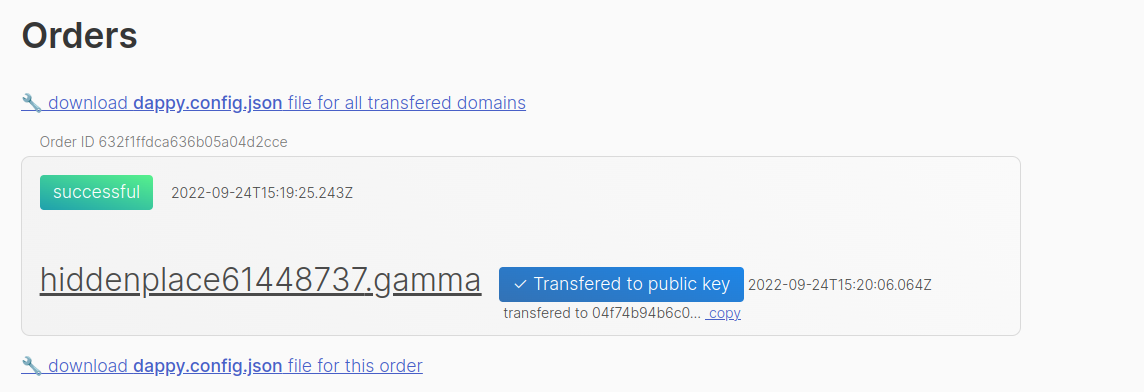 Orders
🔧 download dappy.config.json file for all transfered domains
Order ID 632f1ffdca636b05a04d2cce
successful 2022-09-24T15:19:25.243Z
hiddenplace61448737.gamma ✓ Transfered to public key 2022-09-24T15:20:06.064Z
transfered to 04f74b94b6c0... copy
🔧 download dappy.config.json file for this order